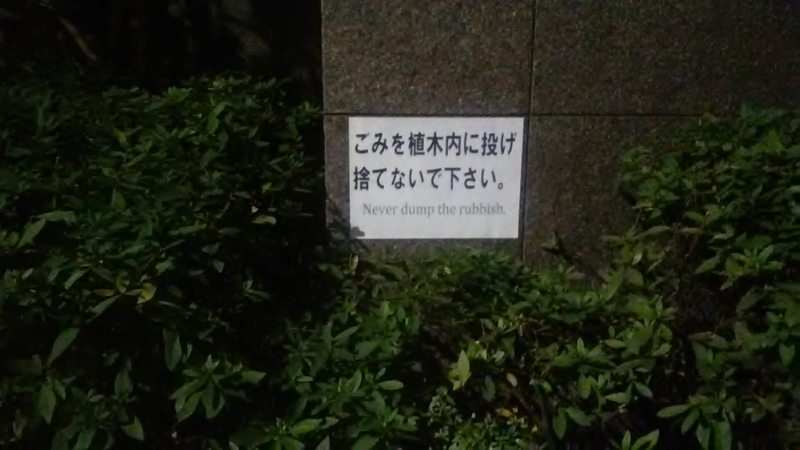 ごみを植木内に投げ
捨てないで下さい。
Never dump the rubbish.